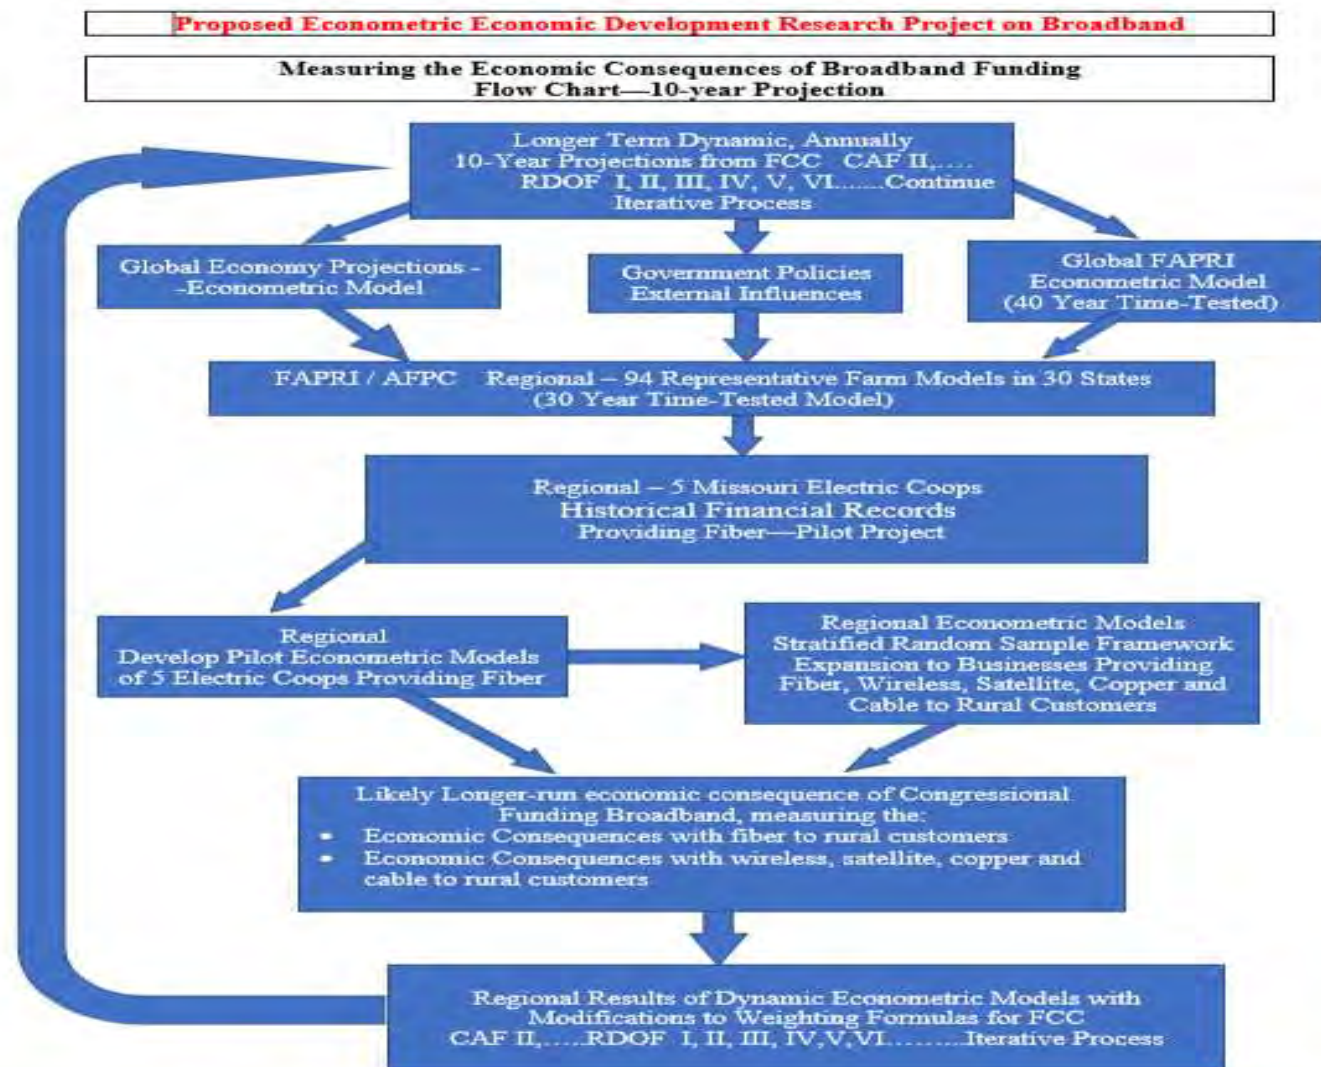 Proposed Econometric Economic Development Research Project on Broadband
Measuring the Economic Consequences of Broadband Funding
Flow Chart—10-year Projection
Longer Term Dynamic, Annually
10-Year Projections from FCC CAF II,....
RDOF I, II, III, IV, V, VI......Continue
Iterative Process
Global Economy Projections -
-Econometric Model
Government Policies
External Influences
Global FAPRI
Econometric Model
(40 Year Time-Tested)
FAPRI / AFPC Regional – 94 Representative Farm Models in 30 States
(30 Year Time-Tested Model)
Regional – 5 Missouri Electric Coops
Historical Financial Records
Providing Fiber—Pilot Project
Regional
Develop Pilot Econometric Models
of 5 Electric Coops Providing Fiber
Regional Econometric Models
Stratified Random Sample Framework
Expansion to Businesses Providing
Fiber, Wireless, Satellite, Copper and
Cable to Rural Customers
Likely Longer-run economic consequence of Congressional
Funding Broadband, measuring the:
• Economic Consequences with fiber to rural customers
• Economic Consequences with wireless, satellite, copper and
cable to rural customers
Regional Results of Dynamic Econometric Models with
Modifications to Weighting Formulas for FCC
CAF II,.....RDOF I, II, III, IV,V,VI.........Iterative Process